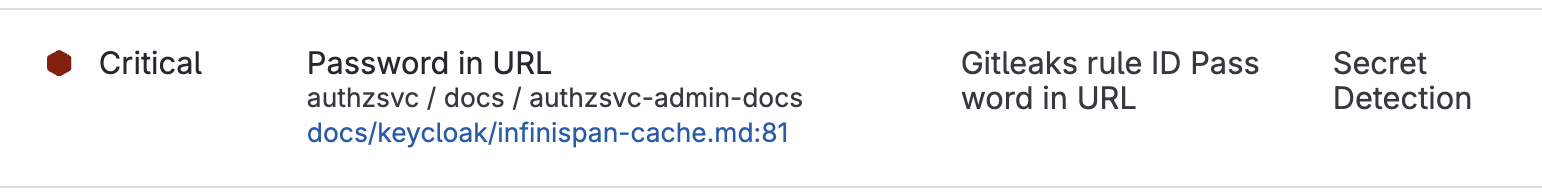 Critical
Password in URL
authzsvc / docs / authzsvc-admin-docs
docs/keycloak/infinispan-cache.md:81
Gitleaks rule ID Pass
word in URL
Secret
Detection